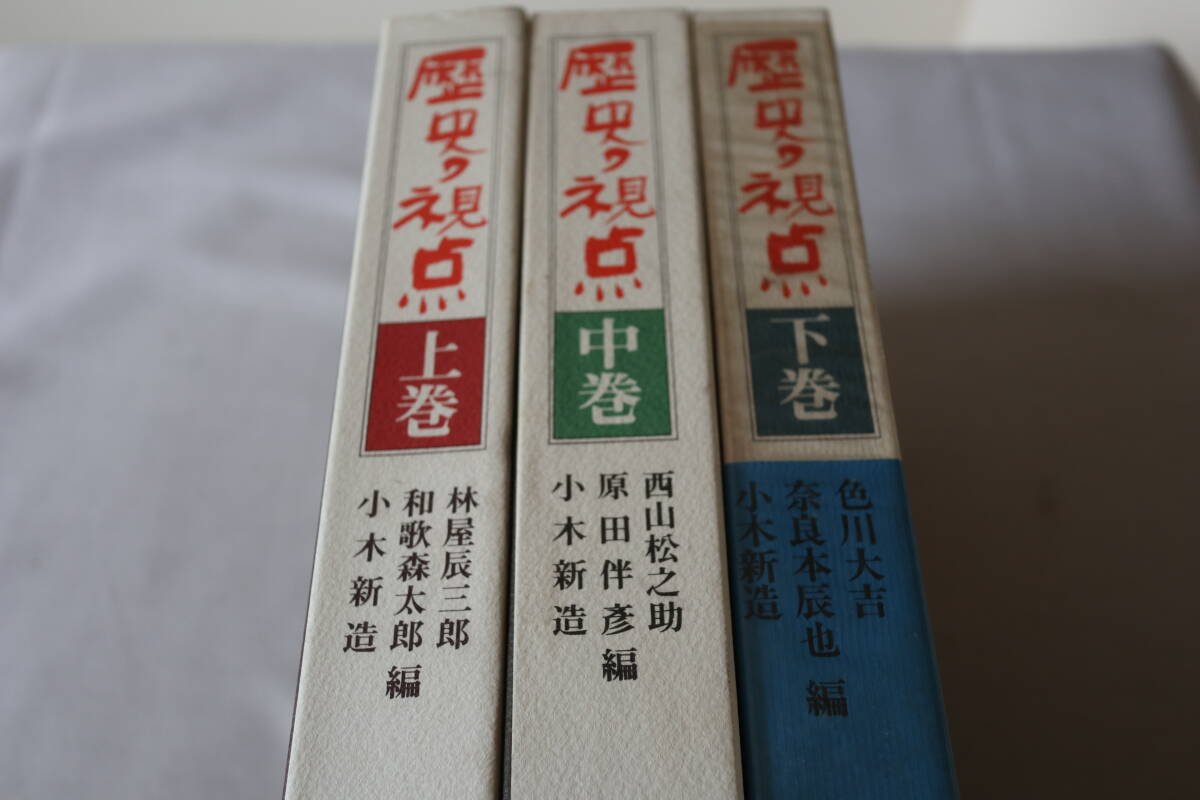 歴史の視点
上巻
林屋辰三郎
和歌森太郎
小木新造
編
歴史の視点
中巻
西山松之助
原田伴彦
小木新造
編
歴史の視点
下巻
色川大吉
奈良本辰也
小木新造
編